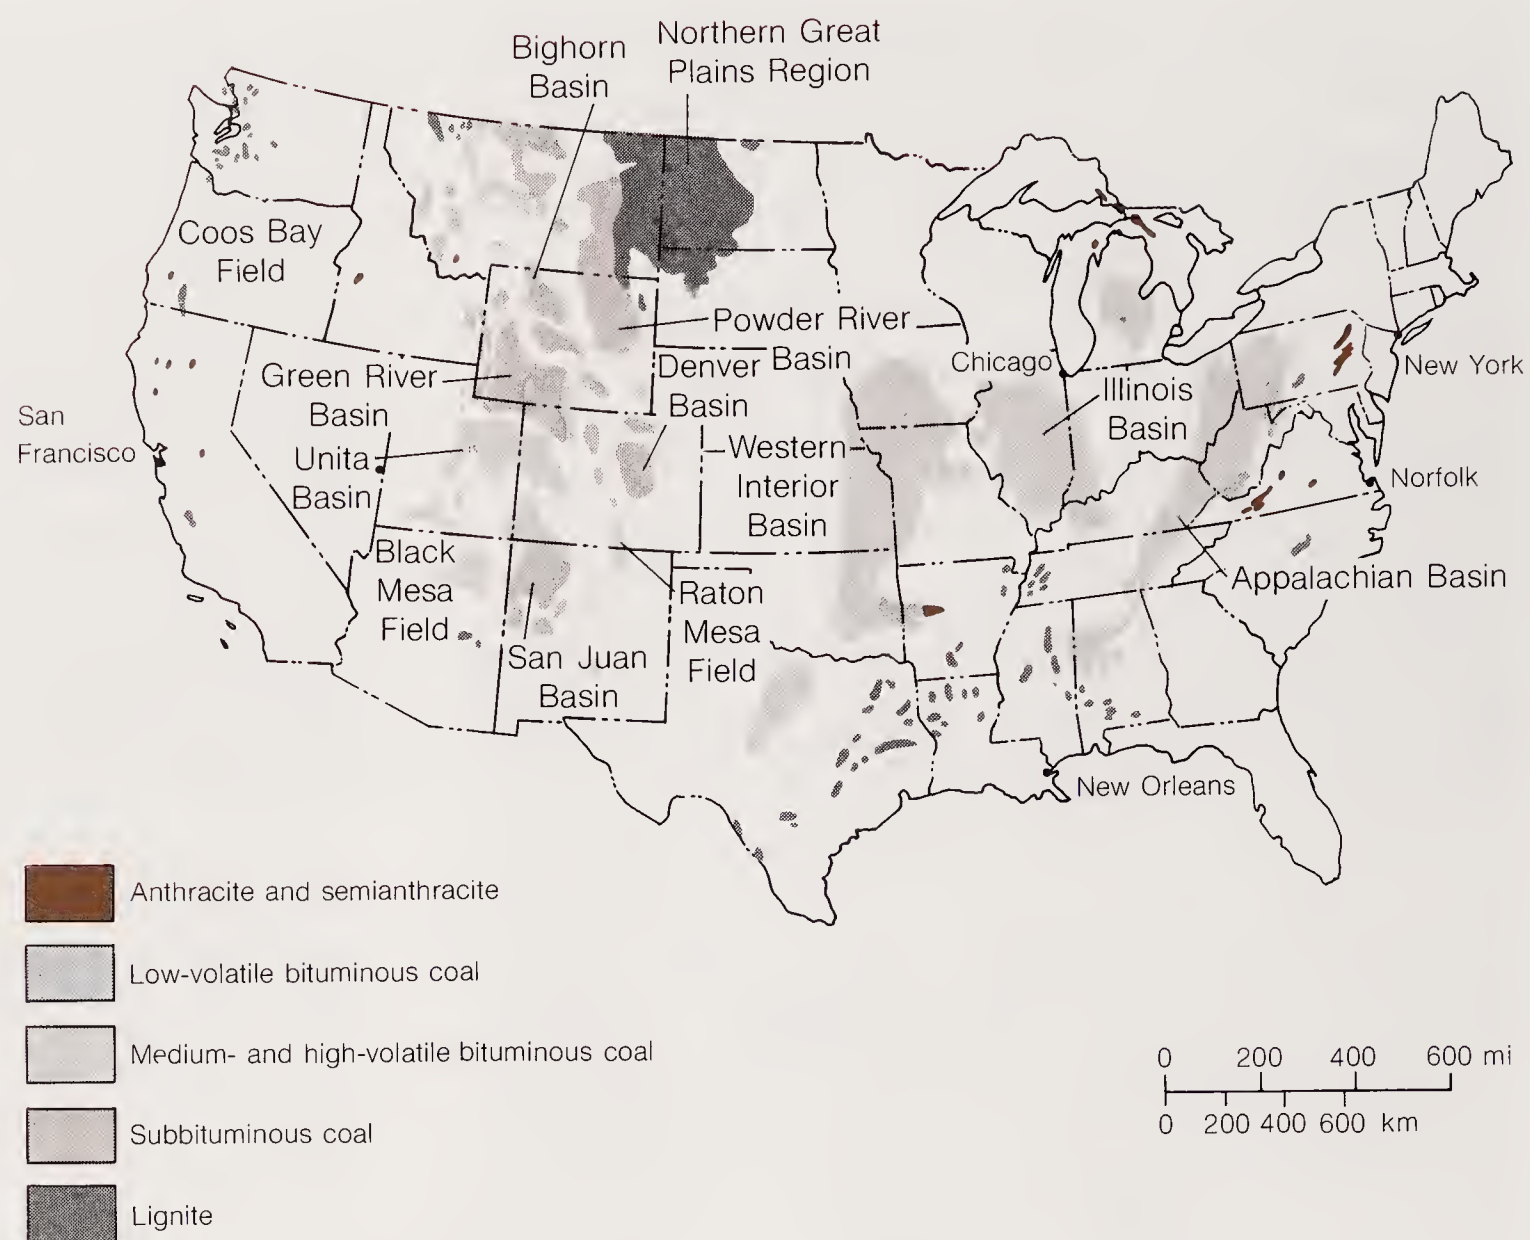 Bighorn
Basin
Northern Great
Plains Region
Coos Bay
Field
Powder River
Basin
Chicago
New York
Denver
Basin
Green River
Basin
Illinois
Basin
San
Francisco
Unita
Basin
Western
Interior
Basin
Norfolk
Black
Mesa
Field
Raton
Mesa
Field
Appalachian Basin
San Juan
Basin
New Orleans
Anthracite and semianthracite
Low-volatile bituminous coal
Medium- and high-volatile bituminous coal
Subbituminous coal
Lignite
0 200 400 600 mi
0 200 400 600 km